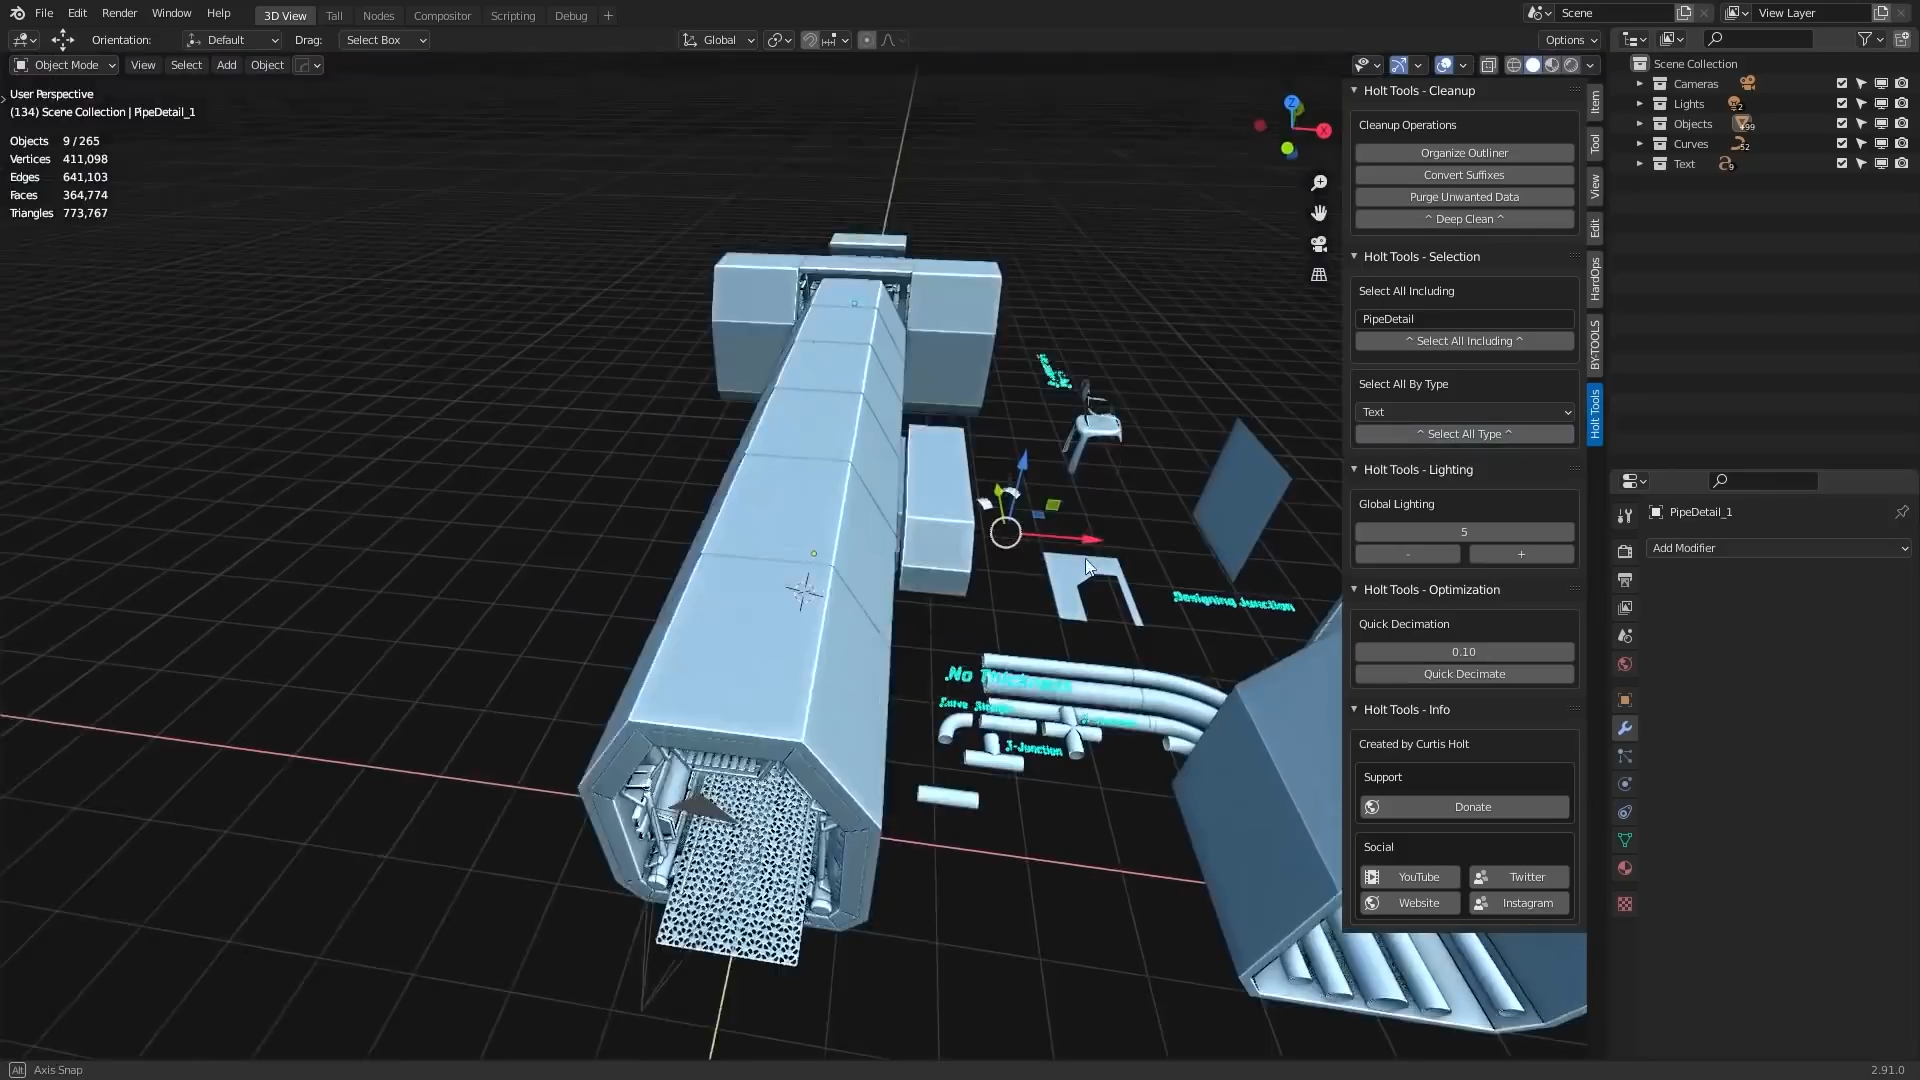 File Edit Render Window Help 3D View Tall Nodes Compositor Scripting Debug + Scene View Layer
Orientation: Default Drag: Select Box Global Options
Object Mode View Select Add Object
User Perspective
(134) Scene Collection | PipeDetail_1
Objects 9 / 265
Vertices 411,098
Edges 641,103
Faces 364,774
Triangles 773,767
Z
X
No
J-Junction
Designing Junction
Holt Tools - Cleanup
Cleanup Operations
Organize Outliner
Convert Suffixes
Purge Unwanted Data
^ Deep Clean ^
Holt Tools - Selection
Select All Including
PipeDetail
^ Select All Including ^
Select All By Type
Text
^ Select All Type ^
Holt Tools - Lighting
Global Lighting
5
- +
Holt Tools - Optimization
Quick Decimation
0.10
Quick Decimate
Holt Tools - Info
Created by Curtis Holt
Support
Donate
Social
YouTube Twitter
Website Instagram
Item
Tool
View
Edit
HardOps
BY-TOOLS
Holt Tools
Scene Collection
Cameras
Lights 2
Objects 99
Curves 52
Text 9
PipeDetail_1
Add Modifier
Alt Axis Snap
2.91.0